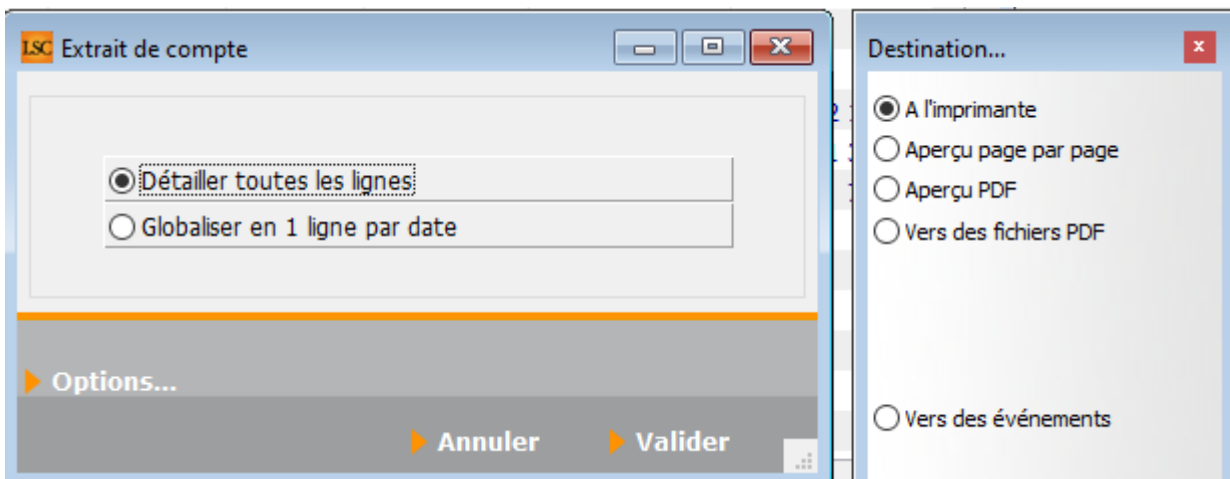 LSC Extrait de compte
Détailler toutes les lignes
Globaliser en 1 ligne par date
Options...
Annuler
Valider
Destination...
A l'imprimante
Aperçu page par page
Aperçu PDF
Vers des fichiers PDF
Vers des événements